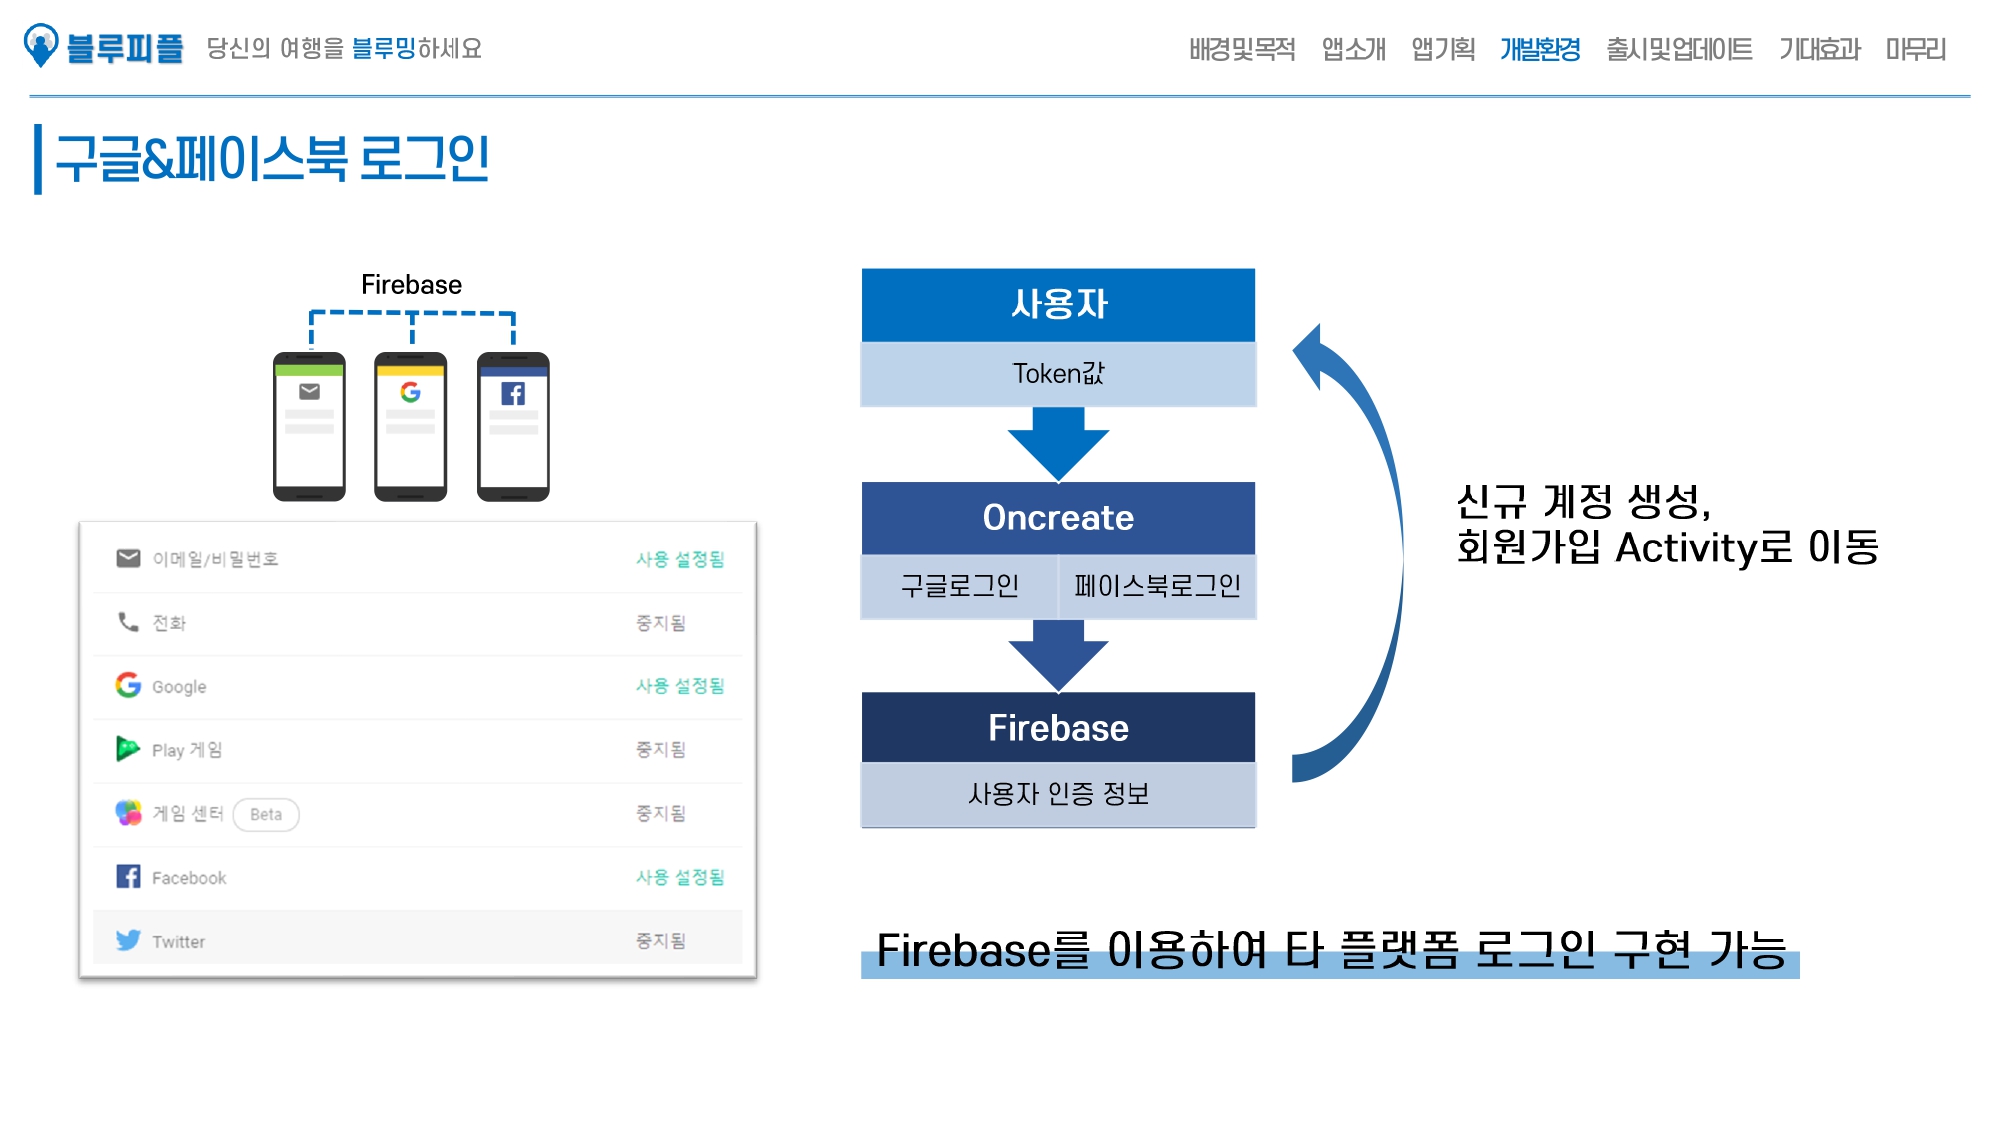 블루피플 당신의 여행을 블루밍하세요
배경 및 목적 앱 소개 앱 기획 개발환경 출시 및 업데이트 기대효과 마무리
구글&페이스북 로그인
Firebase
이메일/비밀번호 사용 설정됨
전화 중지됨
Google 사용 설정됨
Play 게임 중지됨
게임 센터 Beta 중지됨
Facebook 사용 설정됨
Twitter 중지됨
사용자
Token값
Oncreate
구글로그인 페이스북로그인
Firebase
사용자 인증 정보
신규 계정 생성,
회원가입 Activity로 이동
Firebase를 이용하여 타 플랫폼 로그인 구현 가능